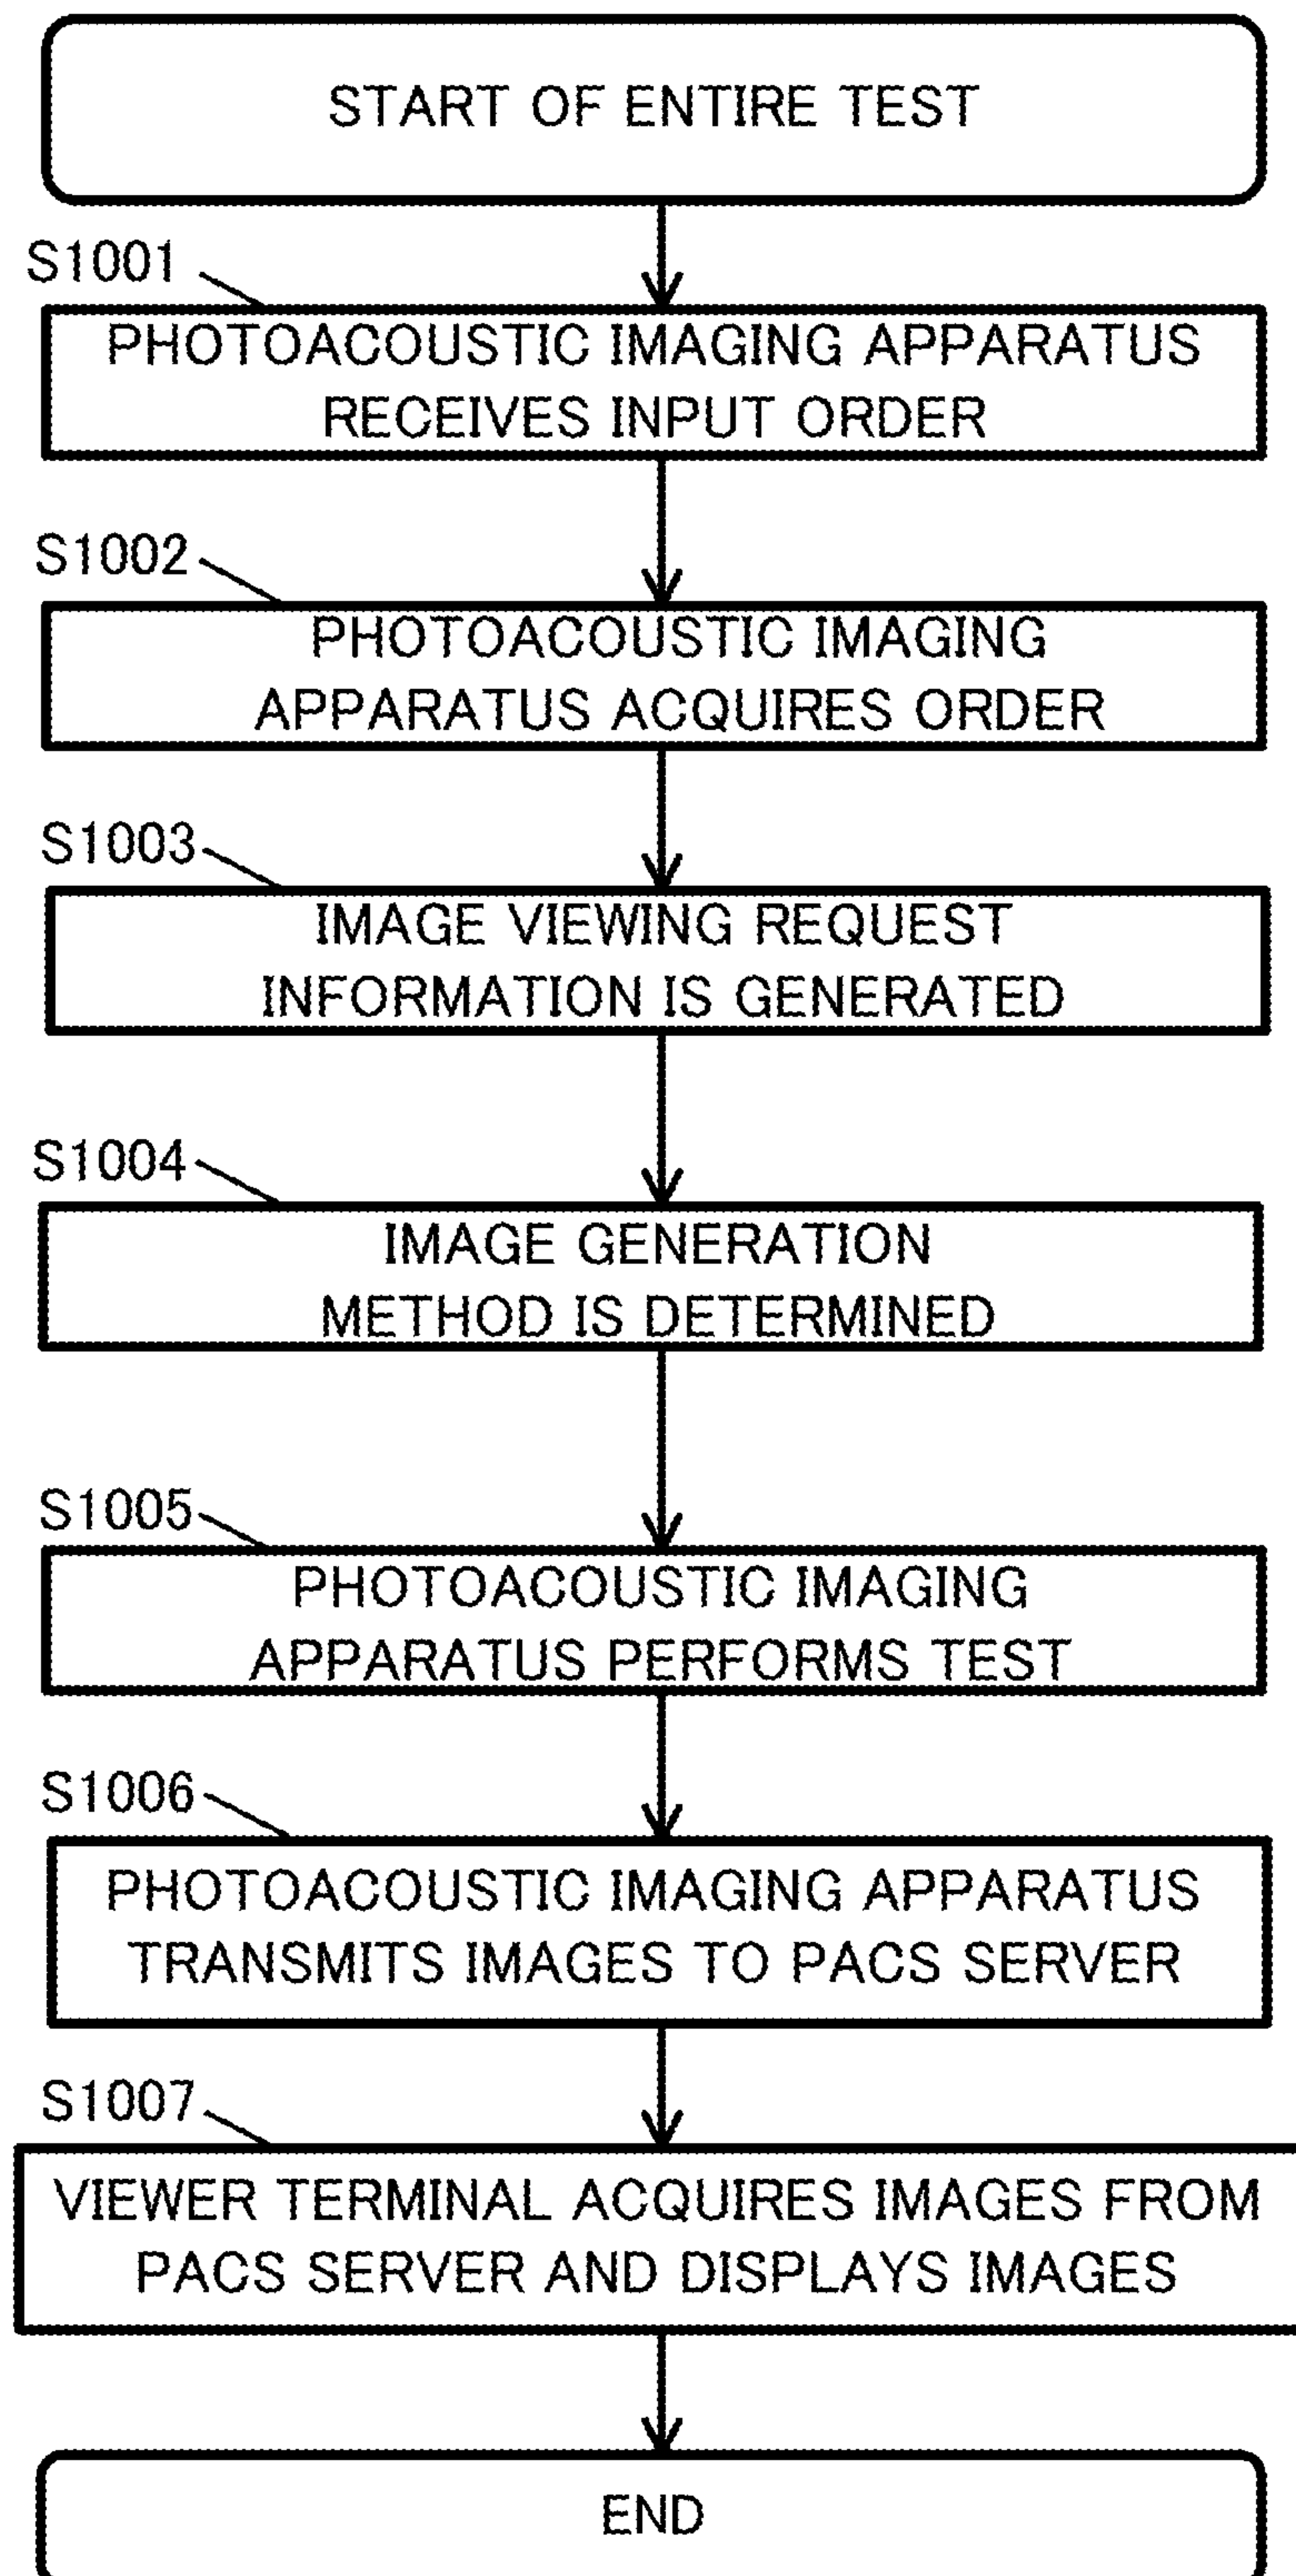 START OF ENTIRE TEST
S1001
PHOTOACOUSTIC IMAGING APPARATUS
RECEIVES INPUT ORDER
S1002
PHOTOACOUSTIC IMAGING
APPARATUS ACQUIRES ORDER
S1003
IMAGE VIEWING REQUEST
INFORMATION IS GENERATED
S1004
IMAGE GENERATION
METHOD IS DETERMINED
S1005
PHOTOACOUSTIC IMAGING
APPARATUS PERFORMS TEST
S1006
PHOTOACOUSTIC IMAGING APPARATUS
TRANSMITS IMAGES TO PACS SERVER
S1007
VIEWER TERMINAL ACQUIRES IMAGES FROM
PACS SERVER AND DISPLAYS IMAGES
END